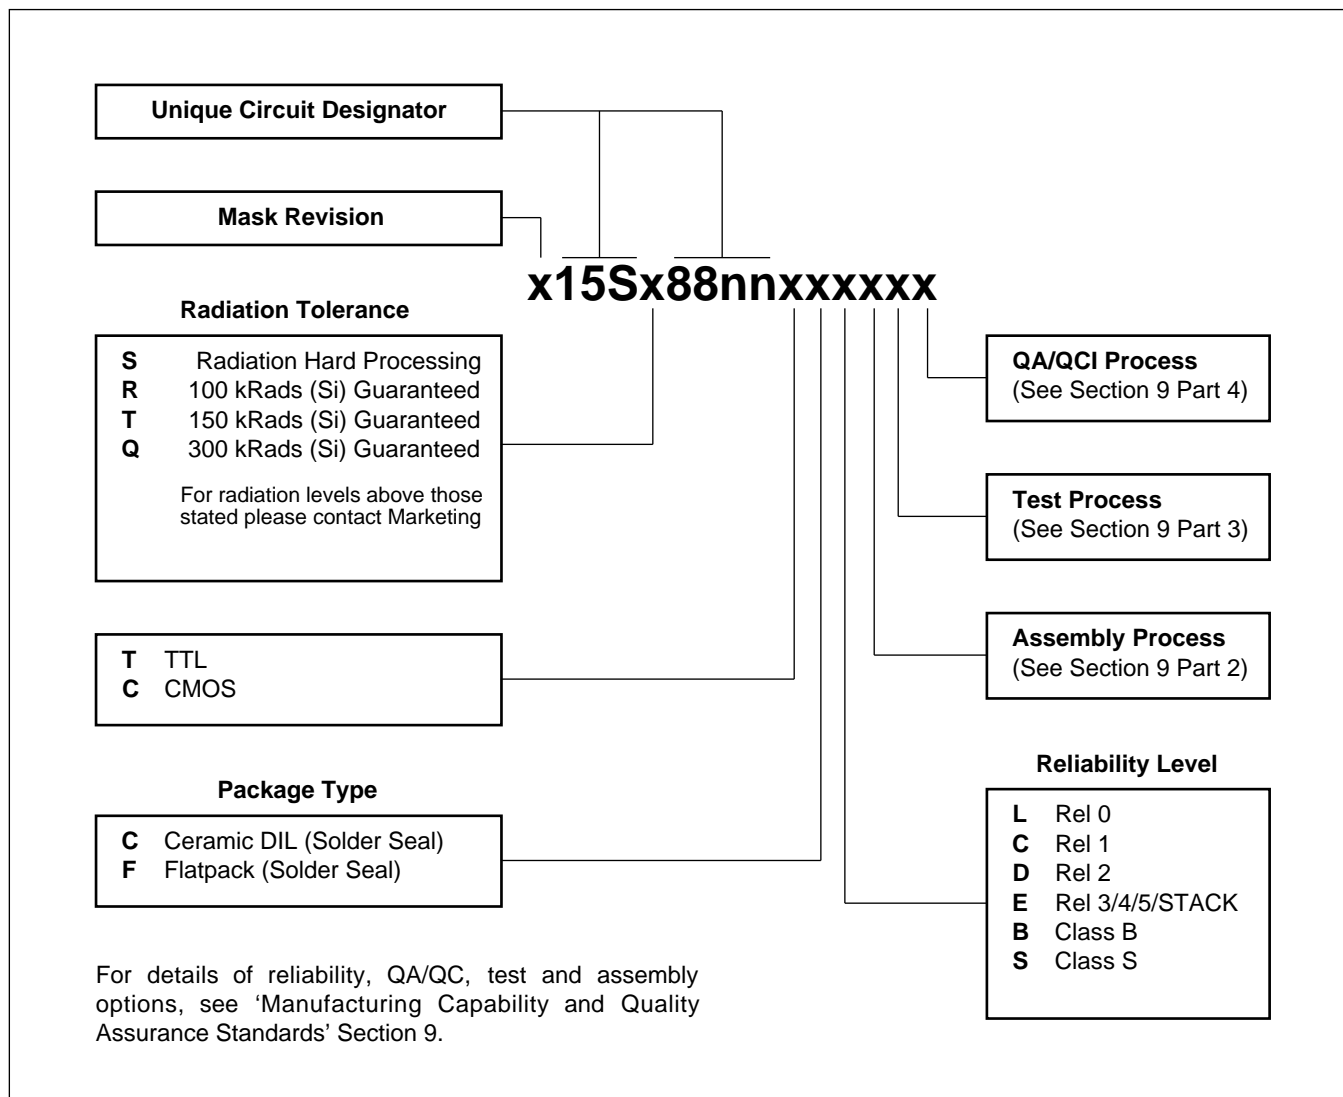 Unique Circuit Designator
Mask Revision
x15Sx88nnxxxxxx
Radiation Tolerance
S Radiation Hard Processing
R 100 kRads (Si) Guaranteed
T 150 kRads (Si) Guaranteed
Q 300 kRads (Si) Guaranteed
For radiation levels above those
stated please contact Marketing
T TTL
C CMOS
Package Type
C Ceramic DIL (Solder Seal)
F Flatpack (Solder Seal)
QA/QCI Process
(See Section 9 Part 4)
Test Process
(See Section 9 Part 3)
Assembly Process
(See Section 9 Part 2)
Reliability Level
L Rel 0
C Rel 1
D Rel 2
E Rel 3/4/5/STACK
B Class B
S Class S
For details of reliability, QA/QC, test and assembly
options, see ‘Manufacturing Capability and Quality
Assurance Standards’ Section 9.